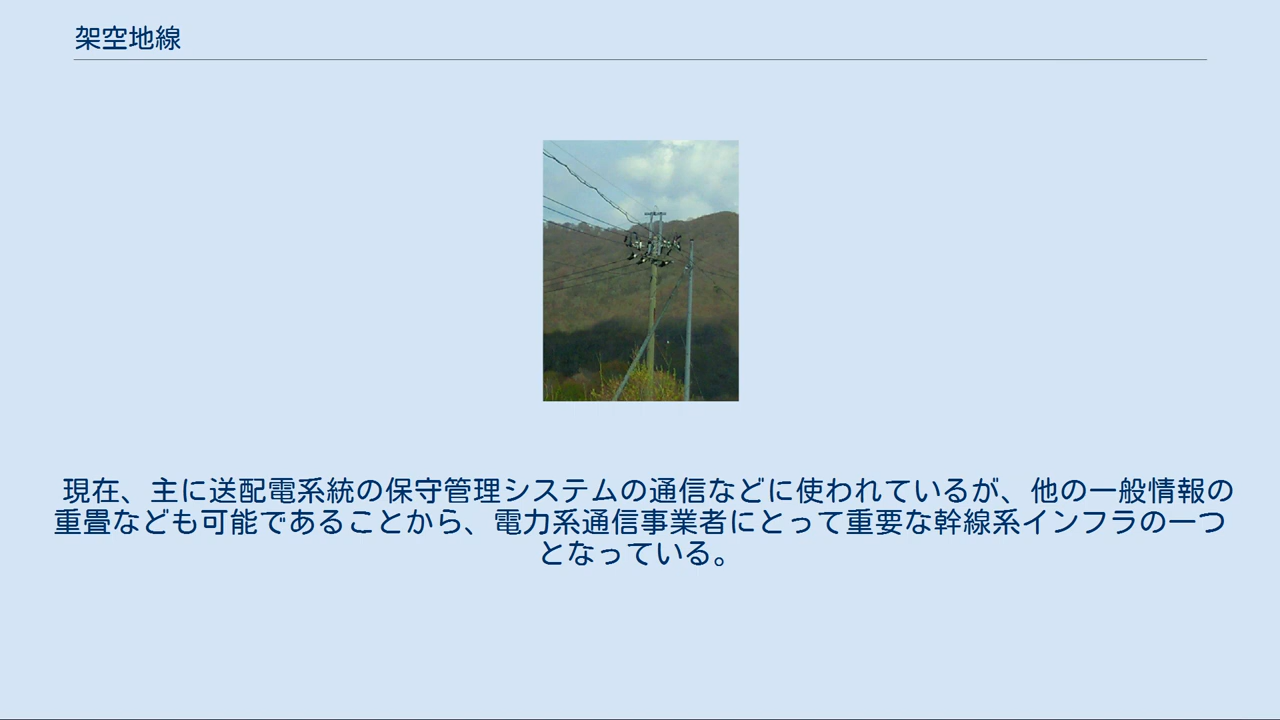 架空地線
現在、主に送配電系統の保守管理システムの通信などに使われているが、他の一般情報の
重畳なども可能であることから、電力系通信事業者にとって重要な幹線系インフラの一つ
となっている。